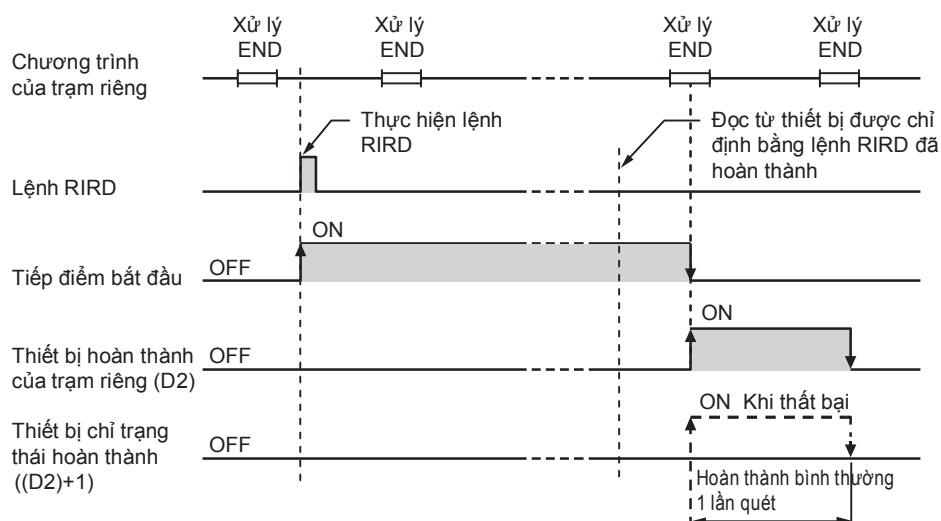 Xử lý
END
Xử lý
END
Xử lý
END
Xử lý
END
Chương trình
của trạm riêng
Thực hiện lệnh
RIRD
Đọc từ thiết bị được chỉ
định bằng lệnh RIRD đã
hoàn thành
Lệnh RIRD
ON
Tiếp điểm bắt đầu
OFF
ON
Thiết bị hoàn thành
của trạm riêng (D2)
OFF
ON Khi thất bại
Thiết bị chỉ trạng
thái hoàn thành
((D2)+1)
OFF
Hoàn thành bình thường
1 lần quét